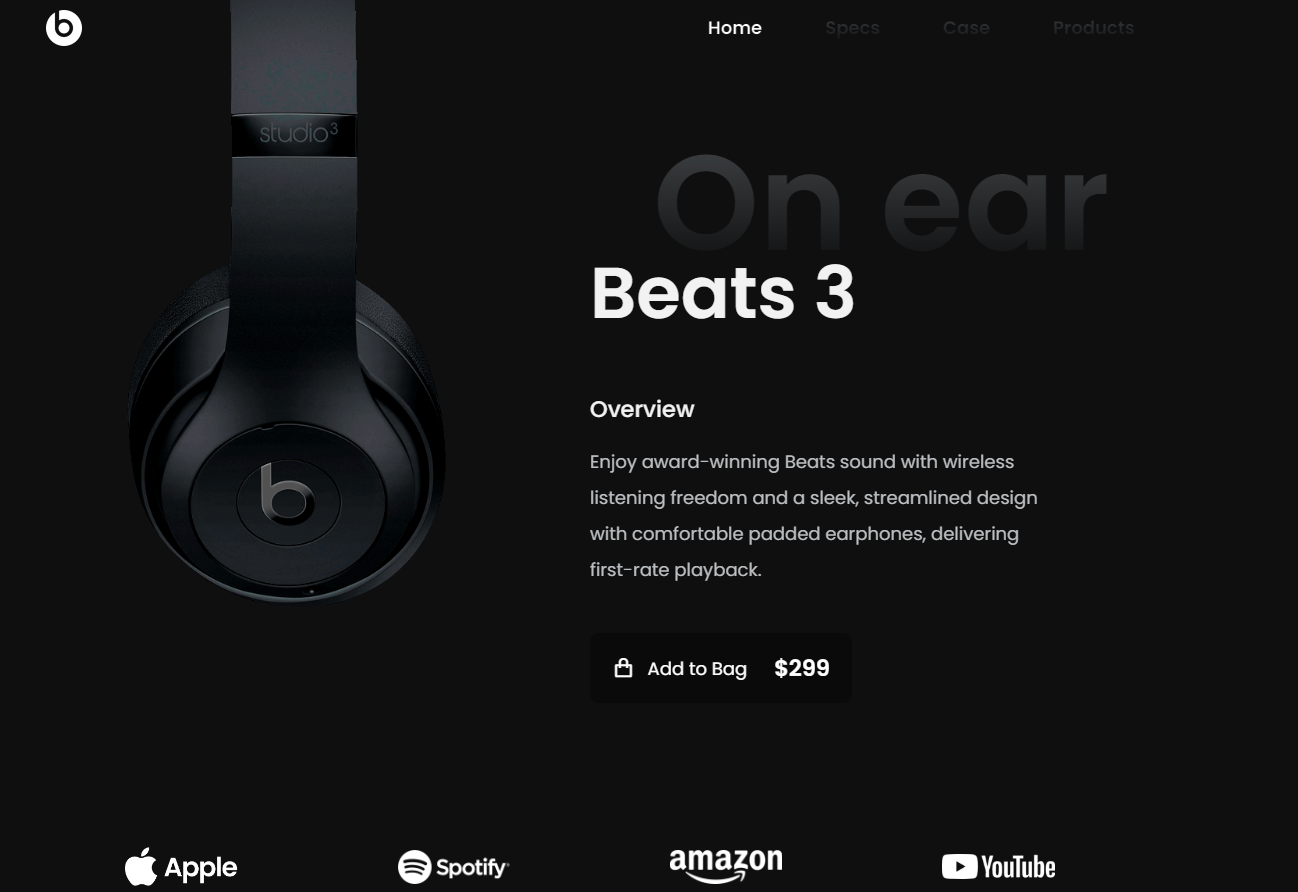 Home Specs Case Products
studio3
On ear
Beats 3
Overview
Enjoy award-winning Beats sound with wireless
listening freedom and a sleek, streamlined design
with comfortable padded earphones, delivering
first-rate playback.
Add to Bag $299
Apple Spotify amazon YouTube